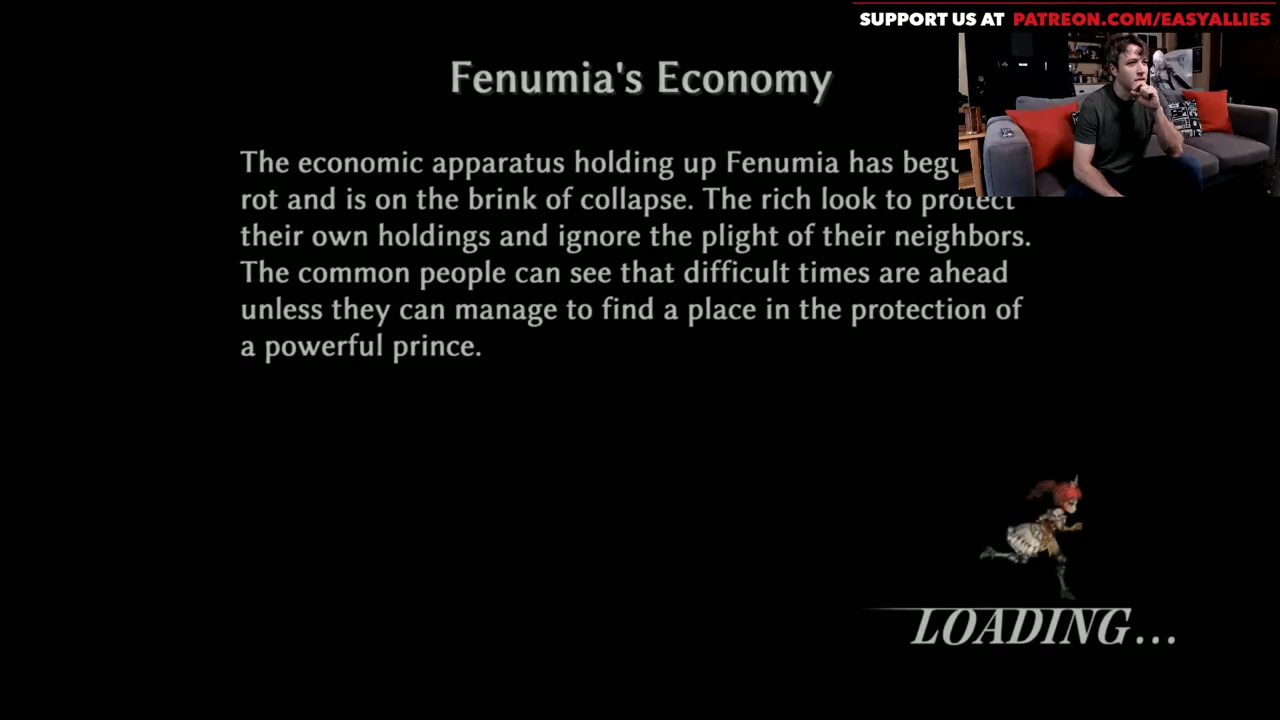 SUPPORT US AT PATREON.COM/EASYALLIES
Fenumia's Economy
The economic apparatus holding up Fenumia has
rot and is on the brink of collapse. The rich look to protect
their own holdings and ignore the plight of their neighbors.
The common people can see that difficult times are ahead
unless they can manage to find a place in the protection of
a powerful prince.
LOADING...